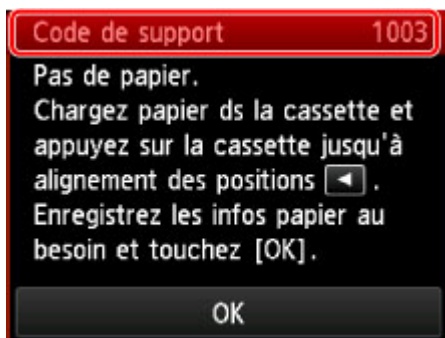 Code de support 1003
Pas de papier.
Chargez papier ds la cassette et
appuyez sur la cassette jusqu'à
alignement des positions ◀ .
Enregistrez les infos papier au
besoin et touchez [OK].
OK